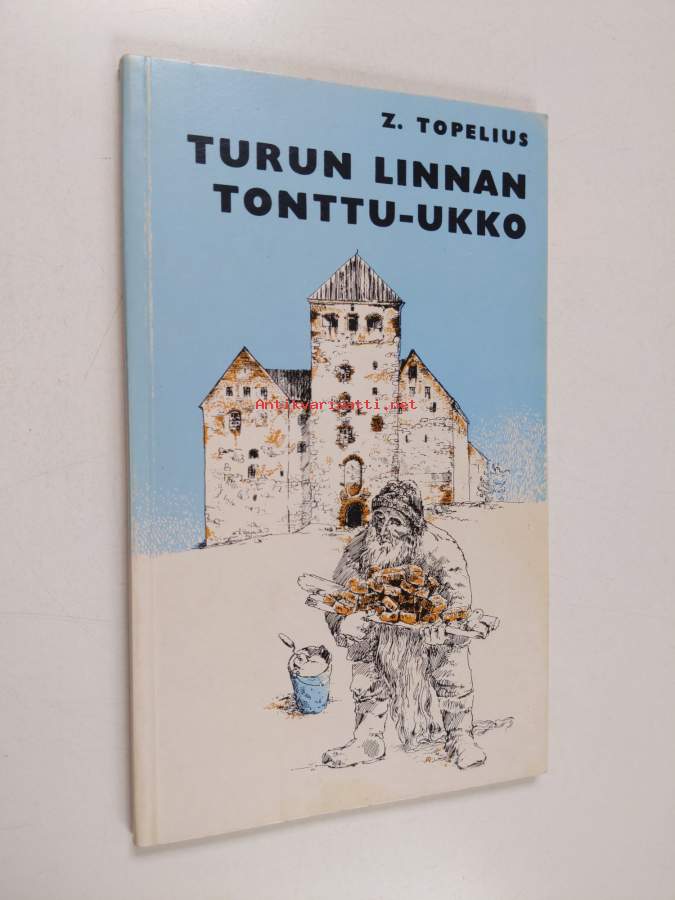 Z. TOPELIUS
TURUN LINNAN
TONTTU-UKKO
Antikvariaatti.net